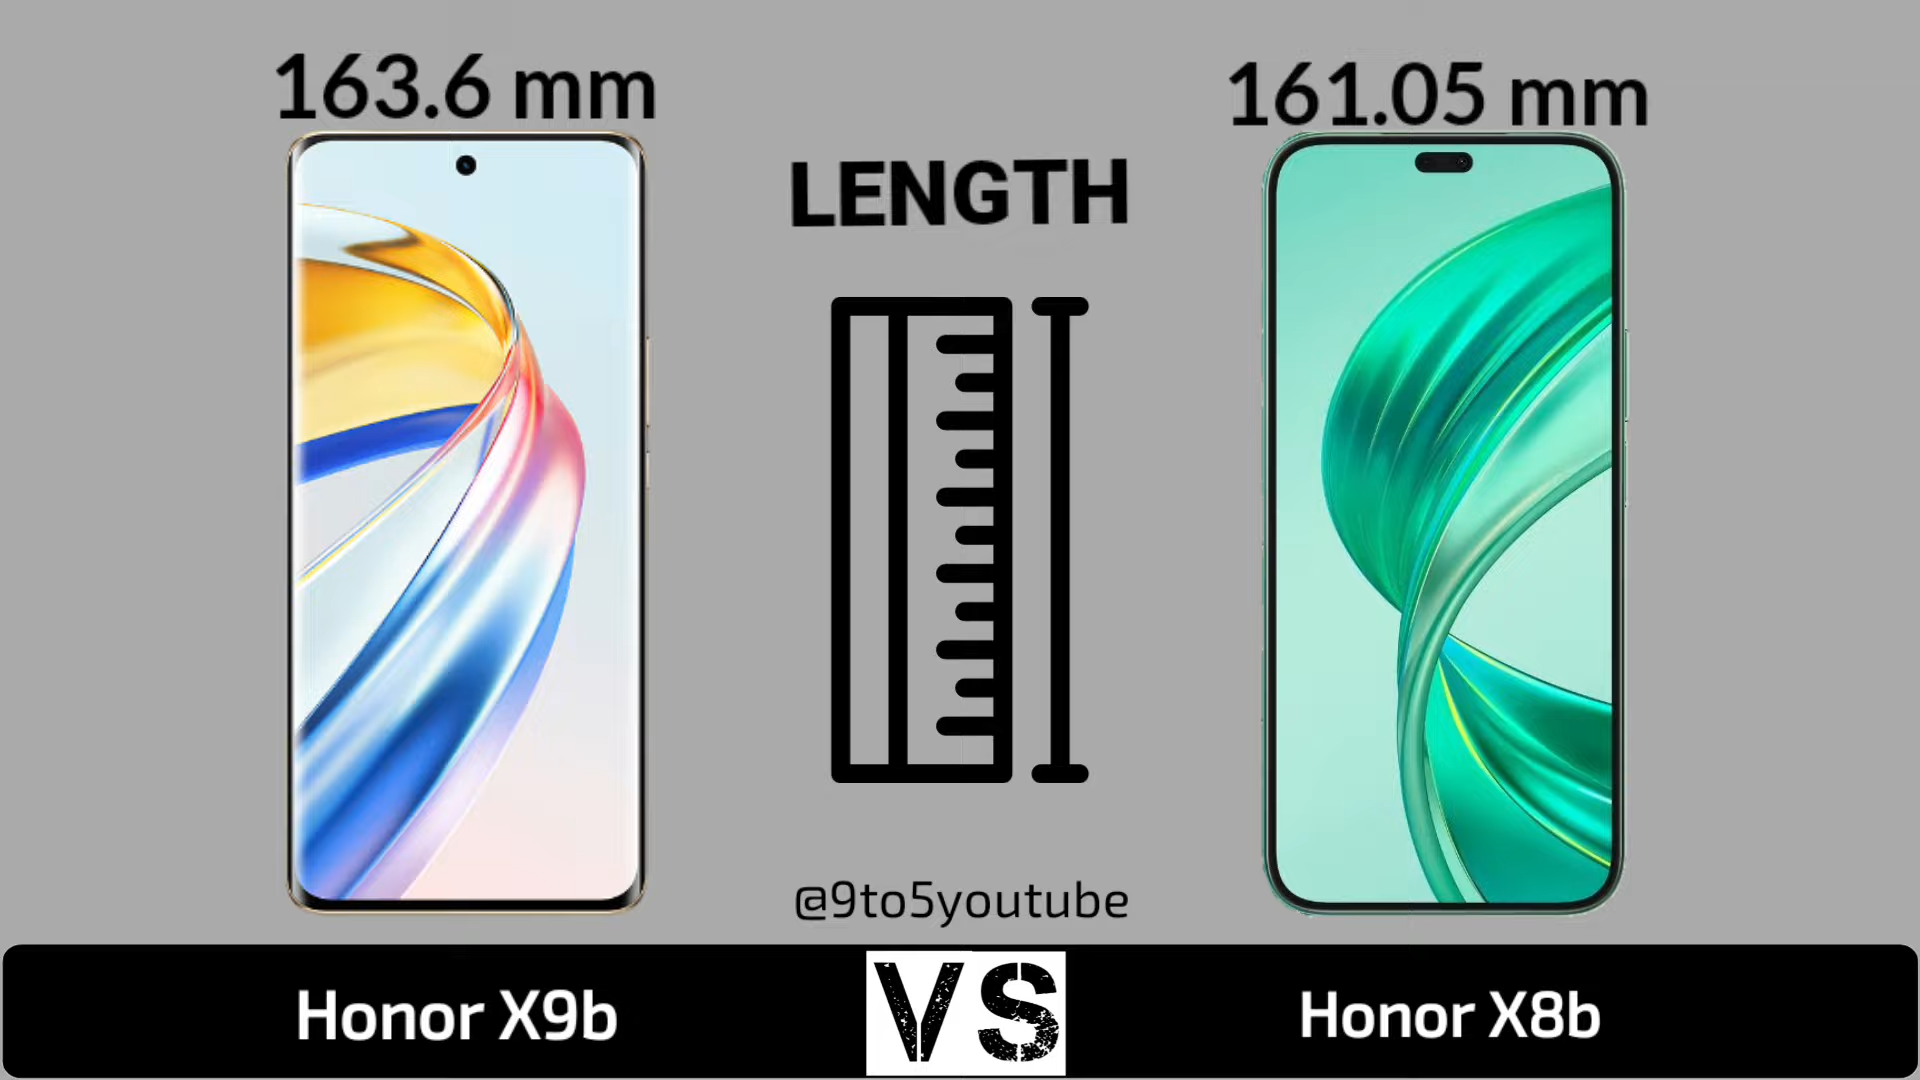 163.6 mm
161.05 mm
LENGTH
@9to5youtube
Honor X9b
VS
Honor X8b